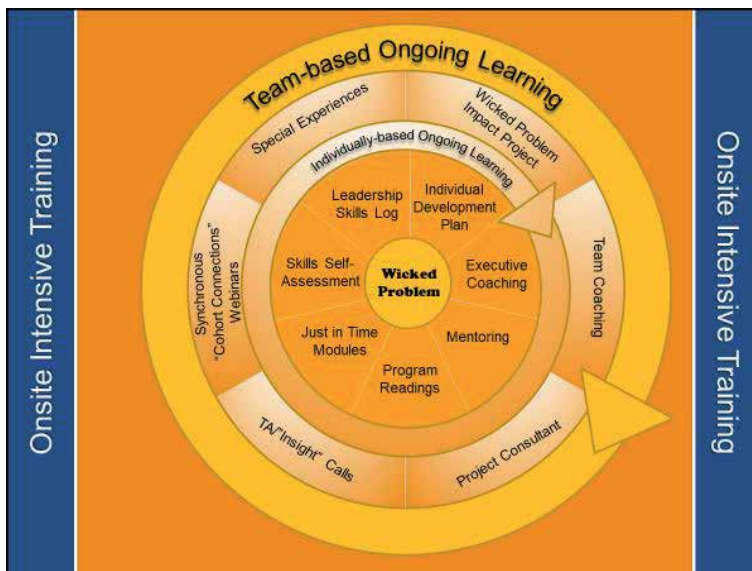 Onsite Intensive Training
Team-based Ongoing Learning
Special Experiences
Wicked Problem
Impact Project
Team Coaching
Project Consultant
TA/"Insight" Calls
Synchronous
"Cohort Connections"
Webinars
Individually-based Ongoing Learning
Leadership
Skills Log
Individual
Development
Plan
Executive
Coaching
Mentoring
Program
Readings
Just in Time
Modules
Skills Self-
Assessment
Wicked
Problem
Onsite Intensive Training